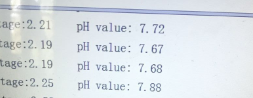 tage:2.21 pH value: 7.72
tage:2.19 pH value: 7.67
tage:2.19 pH value: 7.68
tage:2.25 pH value: 7.88